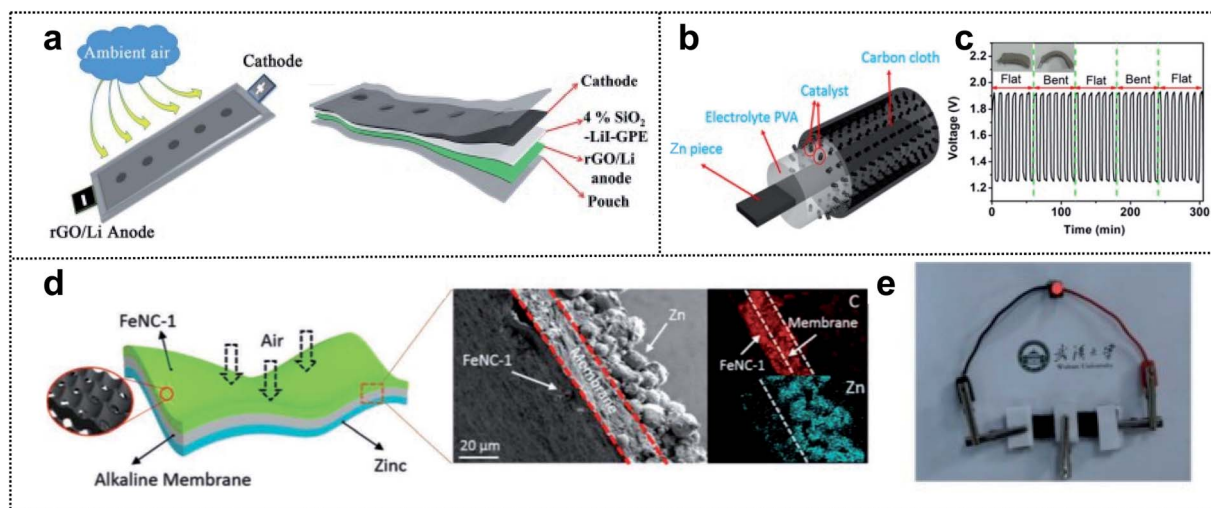 a
Ambient air
Cathode
+
-
rGO/Li Anode
Cathode
4 % SiO₂
-LiI-GPE
rGO/Li
anode
Pouch
b
Carbon cloth
Catalyst
Electrolyte PVA
Zn piece
c
Flat Bent Flat Bent Flat
Voltage (V)
2.2
2.0
1.8
1.6
1.4
1.2
0 100 200 300
Time (min)
d
FeNC-1
Air
Alkaline Membrane
Zinc
Zn
FeNC-1
Membrane
20 μm
C
Membrane
FeNC-1
Zn
e
武漢大学
Wuhan University